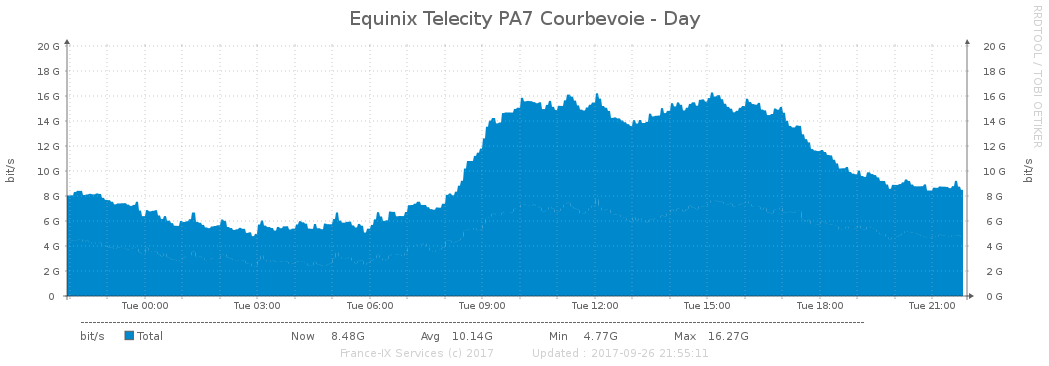 Equinix Telecity PA7 Courbevoie - Day
RRDTOOL / TOBI OETIKER
bit/s
bit/s
20 G 20 G
18 G 18 G
16 G 16 G
14 G 14 G
12 G 12 G
10 G 10 G
8 G 8 G
6 G 6 G
4 G 4 G
2 G 2 G
0 0 G
Tue 00:00 Tue 03:00 Tue 06:00 Tue 09:00 Tue 12:00 Tue 15:00 Tue 18:00 Tue 21:00
bit/s Total Now 8.48G Avg 10.14G Min 4.77G Max 16.27G
France-IX Services (c) 2017 Updated : 2017-09-26 21:55:11